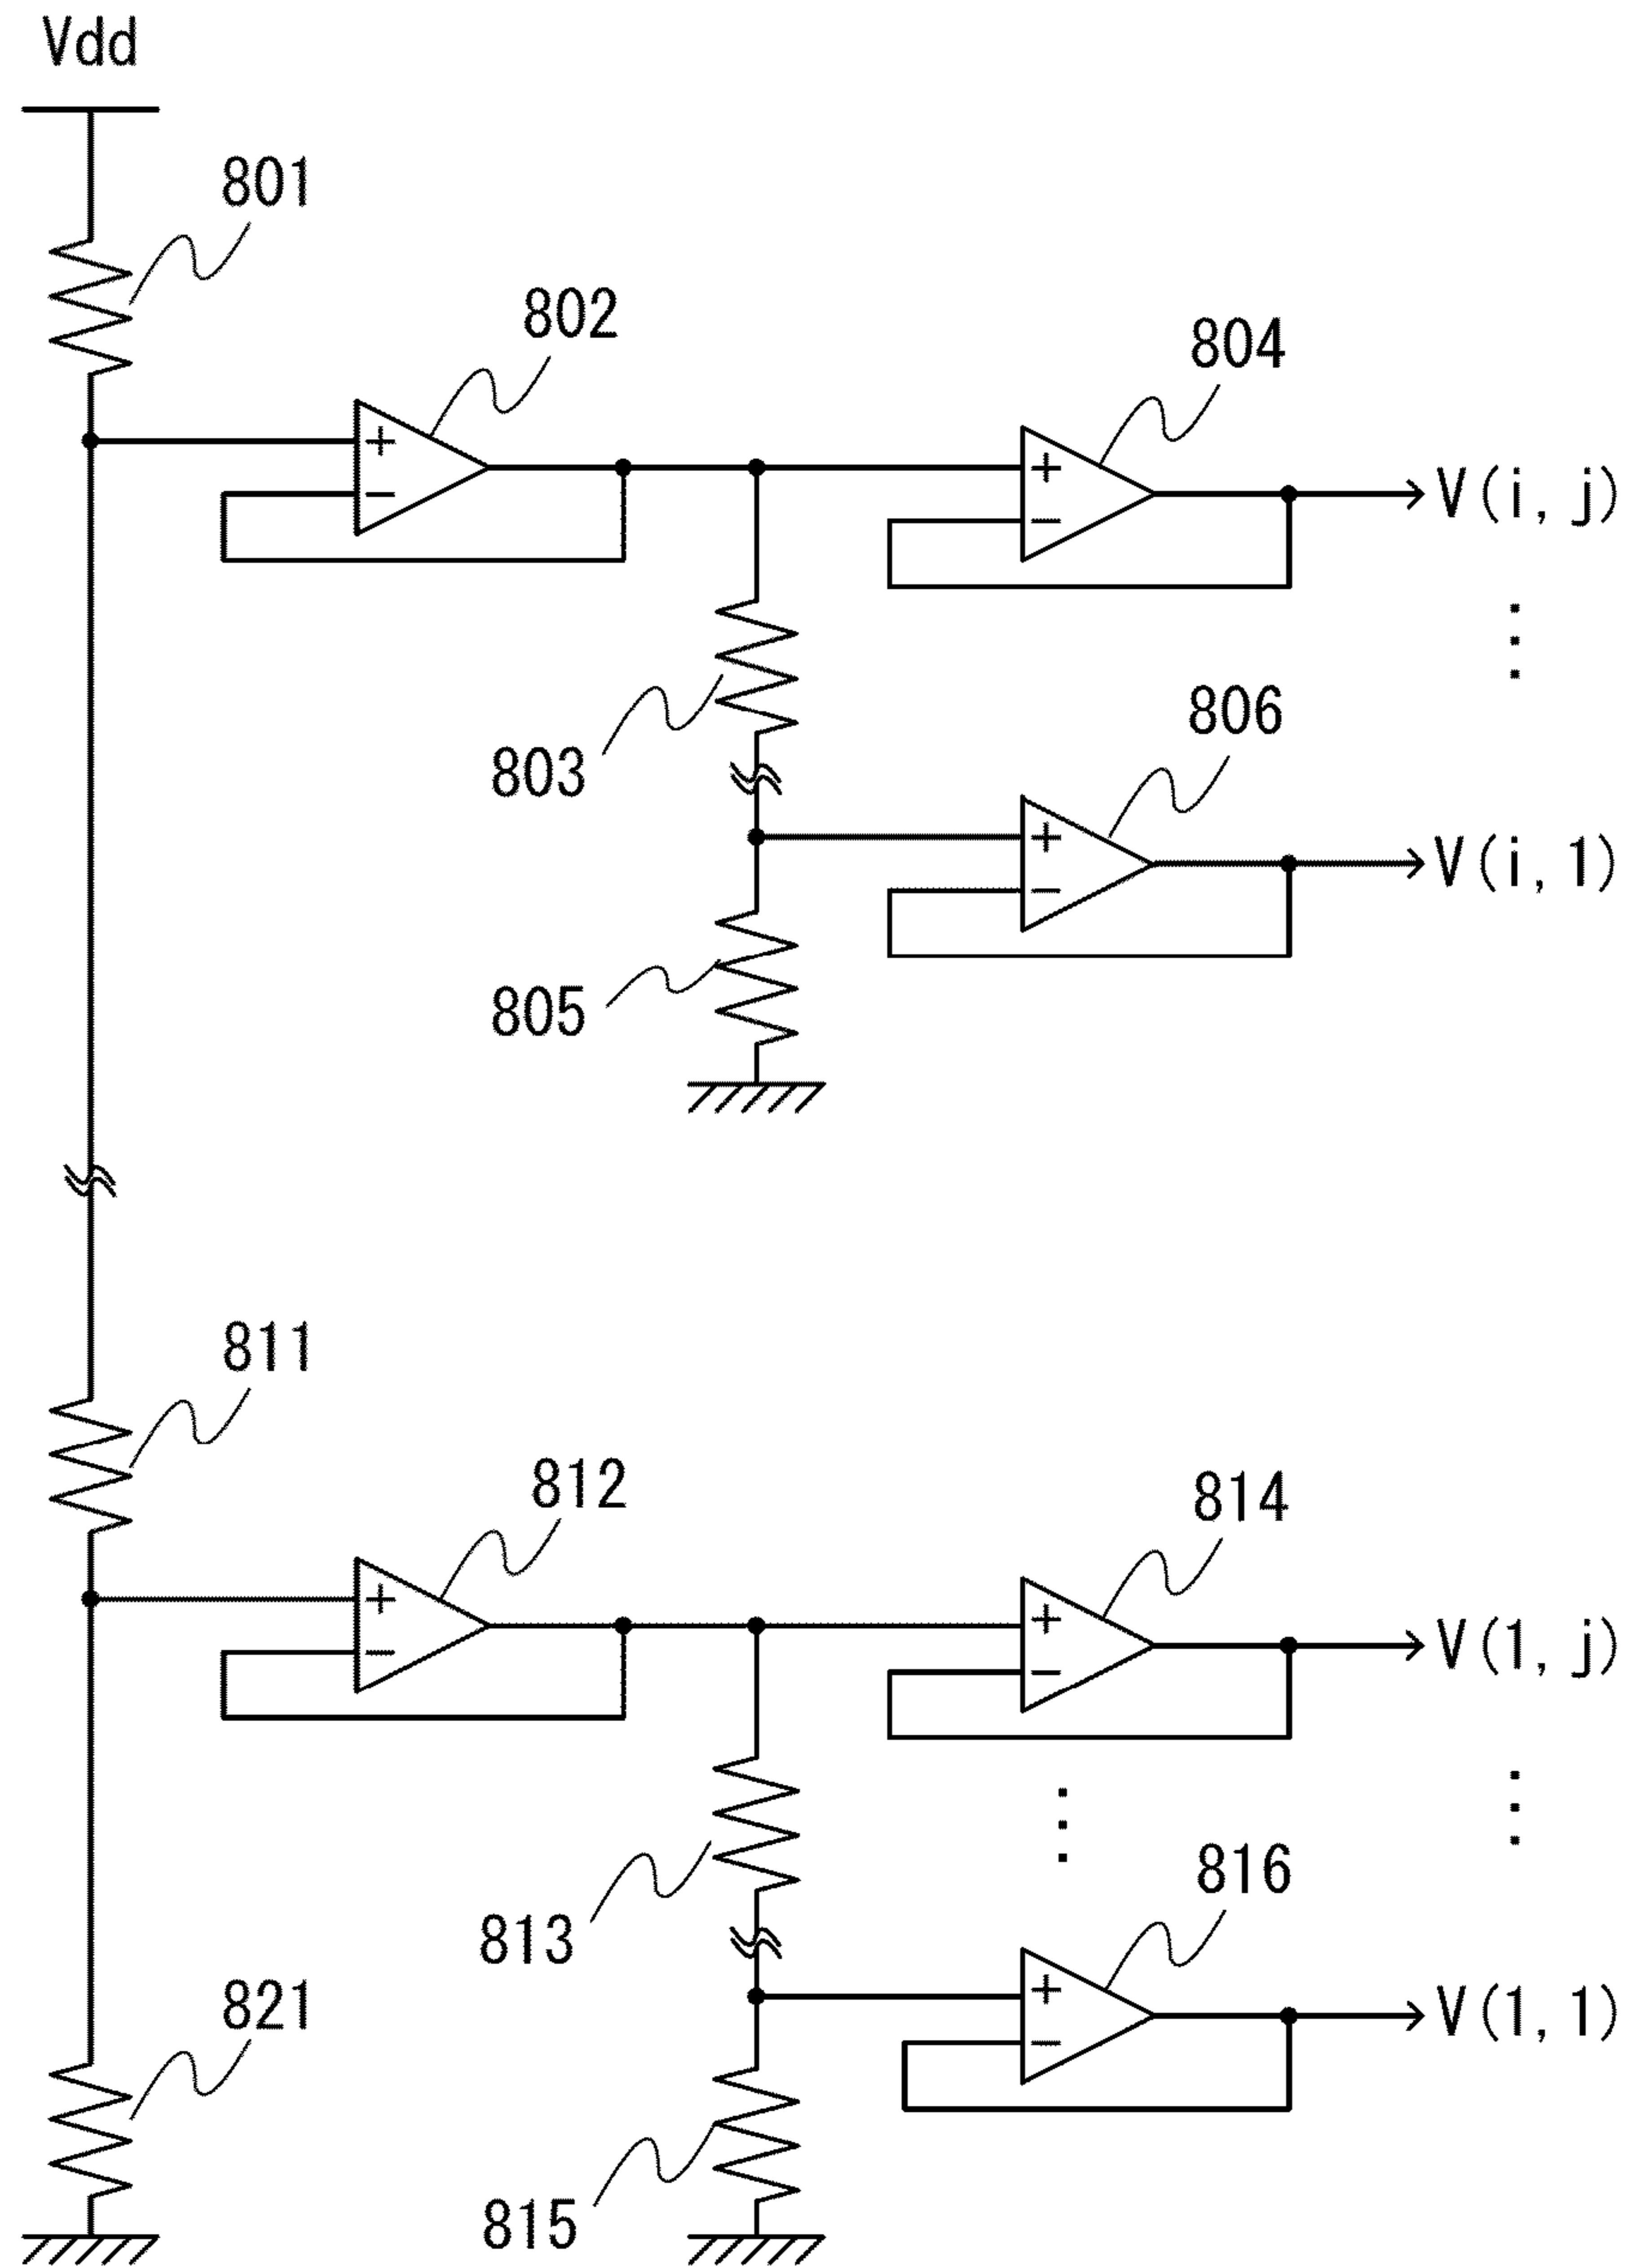 Vdd
801
802
804
V(i, j)
803
806
V(i, 1)
805
811
812
814
V(1, j)
813
816
821
V(1, 1)
815